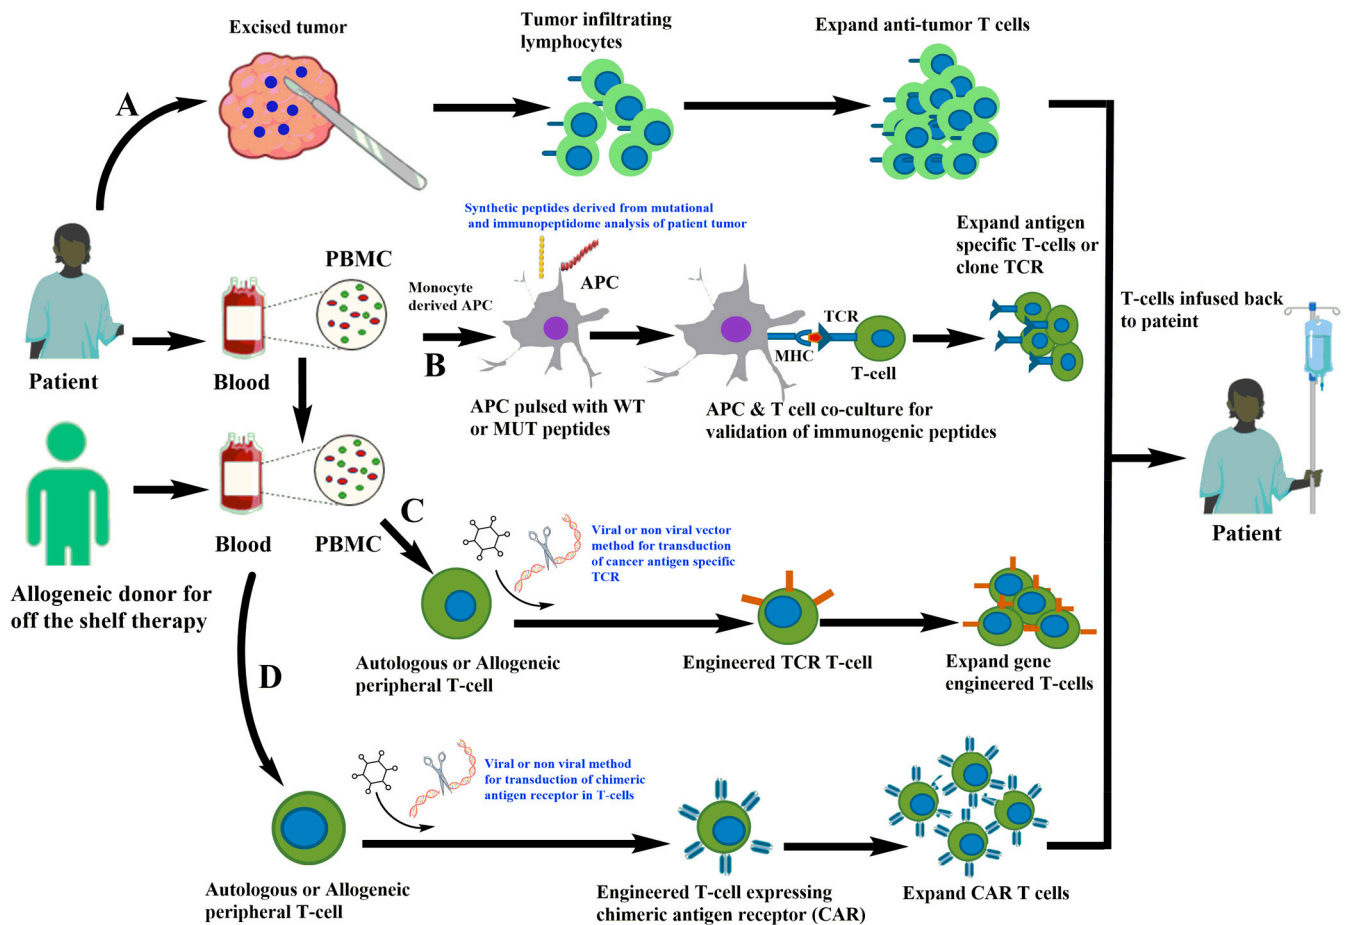 Excised tumor
Tumor infiltrating
lymphocytes
Expand anti-tumor T cells
A
Synthetic peptides derived from mutational
and immunopeptidome analysis of patient tumor
Expand antigen
specific T-cells or
clone TCR
PBMC
Monocyte
derived APC
APC
TCR
MHC
T-cell
B
Patient
Blood
APC pulsed with WT
or MUT peptides
APC & T cell co-culture for
validation of immunogenic peptides
T-cells infused back
to pateint
Patient
Blood
PBMC
C
Viral or non viral vector
method for transduction
of cancer antigen specific
TCR
Allogeneic donor for
off the shelf therapy
Autologous or Allogeneic
peripheral T-cell
Engineered TCR T-cell
Expand gene
engineered T-cells
D
Viral or non viral method
for transduction of chimeric
antigen receptor in T-cells
Autologous or Allogeneic
peripheral T-cell
Engineered T-cell expressing
chimeric antigen receptor (CAR)
Expand CAR T cells